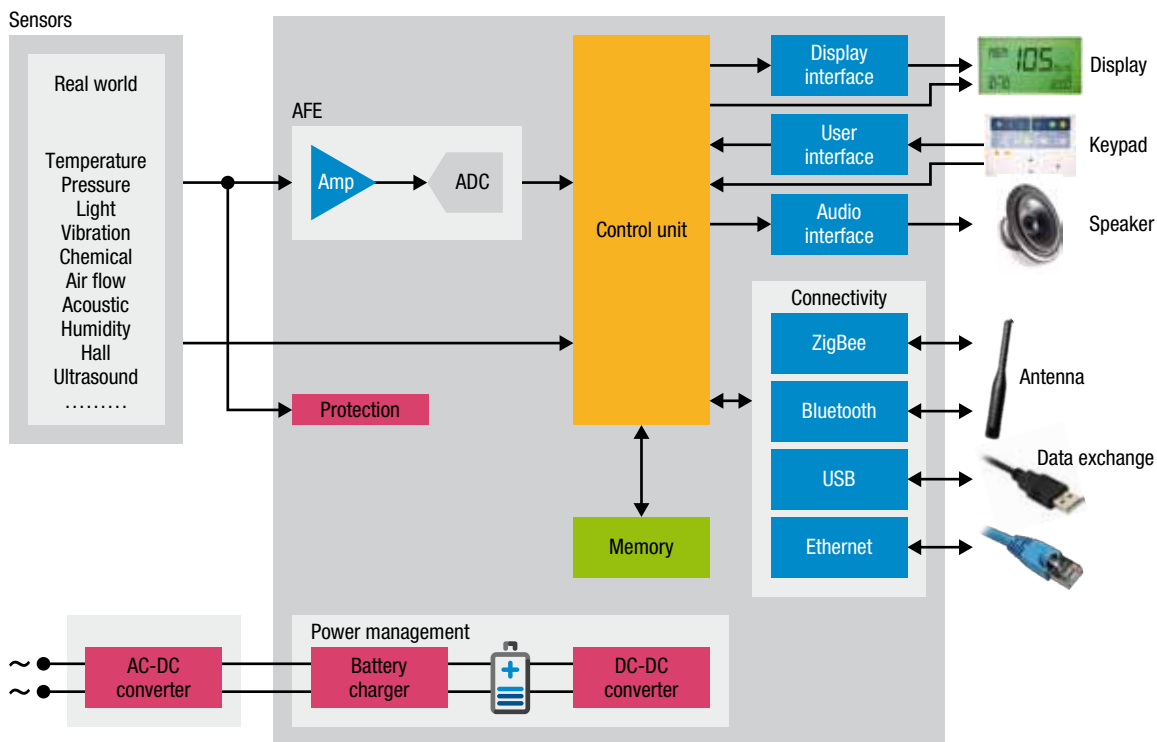 Sensors
Real world
Temperature
Pressure
Light
Vibration
Chemical
Air flow
Acoustic
Humidity
Hall
Ultrasound
.........
AFE
Amp
ADC
Protection
Control unit
Memory
Display
interface
User
interface
Audio
interface
Connectivity
ZigBee
Bluetooth
USB
Ethernet
105
Display
Keypad
Speaker
Antenna
Data exchange
~
~
AC-DC
converter
Power management
Battery
charger
+
DC-DC
converter